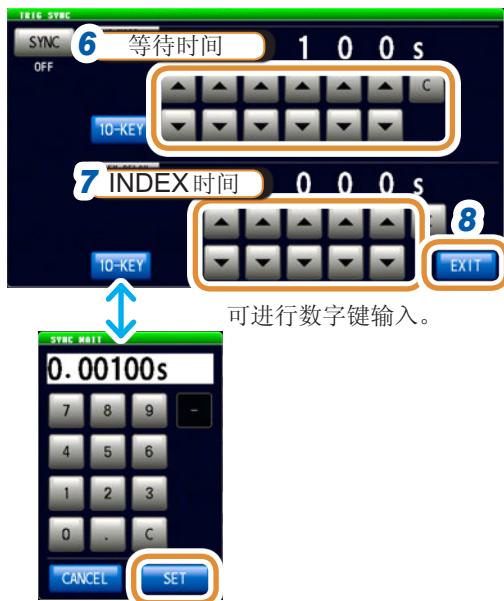 TRIG SYNC
SYNC
OFF
6 等待时间
1 0 0 s
C
10-KEY
7 INDEX时间
0 0 0 s
8
10-KEY
EXIT
可进行数字键输入。
SYNC WAIT
0.00100s
7 8 9 -
4 5 6
1 2 3
0 . C
CANCEL SET